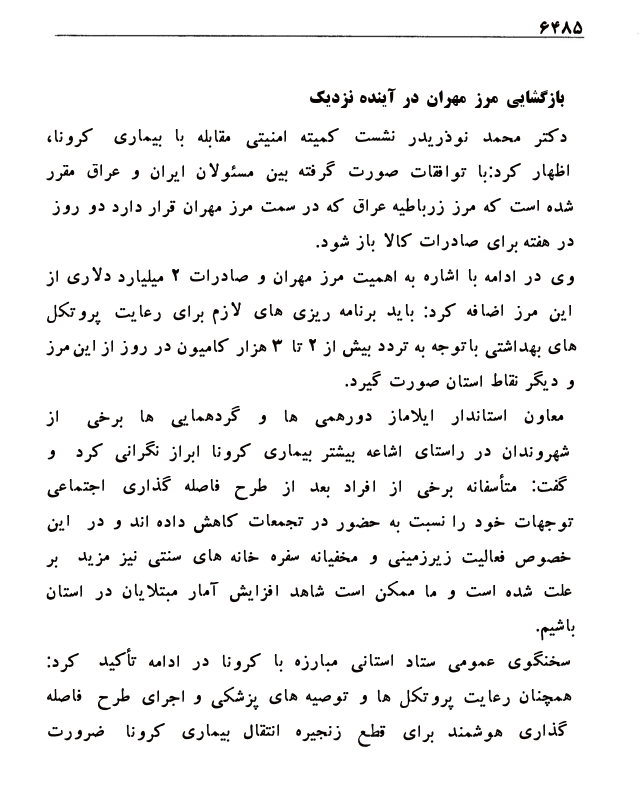 ۶۴۸۵
بازگشایی مرز مهران در آینده نزدیک
دکتر محمد نوذریدر نشست کمیته امنیتی مقابله با بیماری کرونا،
اظهار کرد:با توافقات صورت گرفته بین مسئولان ایران و عراق مقرر
شده است که مرز زرباطیه عراق که در سمت مرز مهران قرار دارد دو روز
در هفته برای صادرات کالا باز شود.
وی در ادامه با اشاره به اهمیت مرز مهران و صادرات ۲ میلیارد دلاری از
این مرز اضافه کرد: باید برنامه ریزی های لازم برای رعایت پروتکل
های بهداشتی باتوجه به تردد بیش از ۲ تا ۳ هزار کامیون در روز از این مرز
و دیگر نقاط استان صورت گیرد.
معاون استاندار ایلاماز دورهمی ها و گردهمایی ها برخی از
شهروندان در راستای اشاعه بیشتر بیماری کرونا ابراز نگرانی کرد و
گفت: متأسفانه برخی از افراد بعد از طرح فاصله گذاری اجتماعی
توجهات خود را نسبت به حضور در تجمعات کاهش داده اند و در این
خصوص فعالیت زیرزمینی و مخفیانه سفره خانه های سنتی نیز مزید بر
علت شده است و ما ممکن است شاهد افزایش آمار مبتلایان در استان
باشیم.
سخنگوی عمومی ستاد استانی مبارزه با کرونا در ادامه تأکید کرد:
همچنان رعایت پروتکل ها و توصیه های پزشکی و اجرای طرح فاصله
گذاری هوشمند برای قطع زنجیره انتقال بیماری کرونا ضرورت